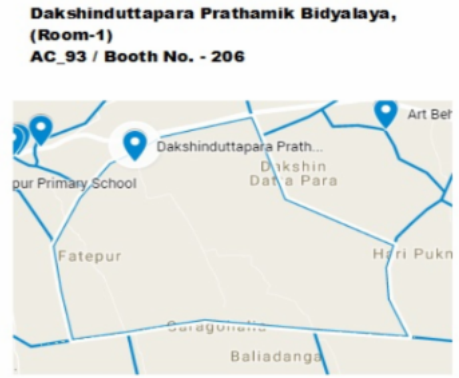 Dakshinduttapara Prathamik Bidyalaya,
(Room-1)
AC_93 / Booth No. - 206
Art Beh
Dakshinduttapara Prath...
Dakshin
Datta Para
pur Primary School
Hari Pukn
Fatepur
Baliadanga